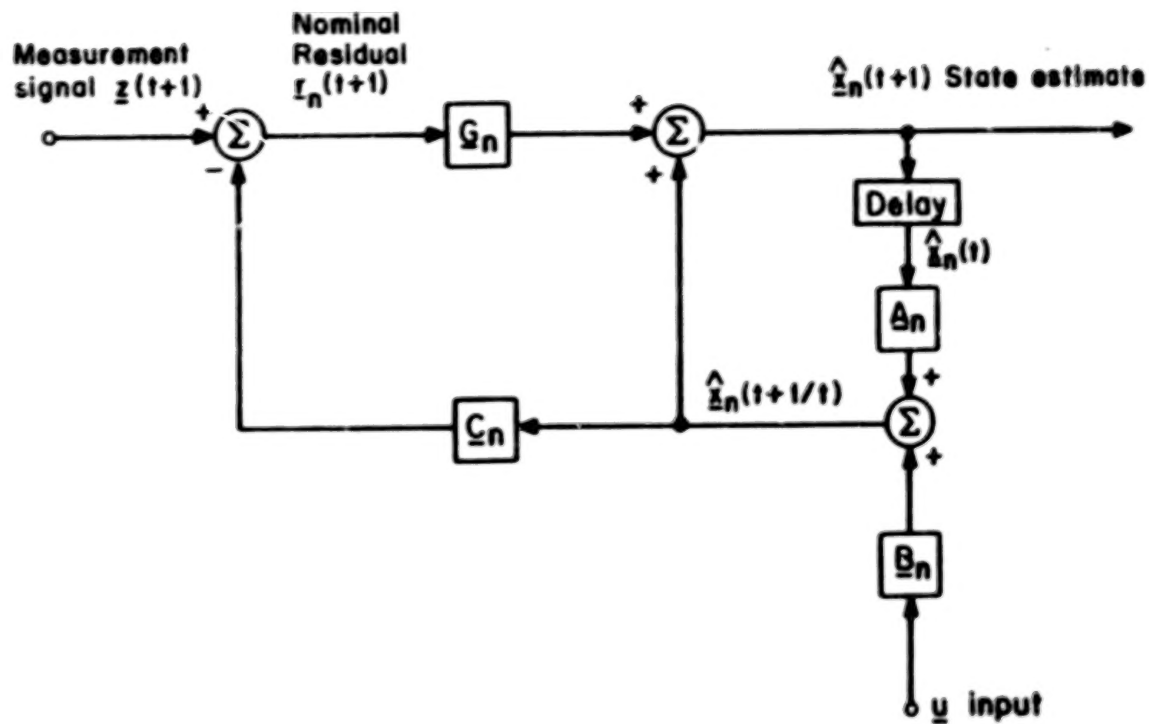 Measurement
signal z(t+1)
Nominal
Residual
r_n(t+1)
x̂_n(t+1) State estimate
+
-
Σ
G_n
+
+
Σ
Delay
x̂_n(t)
A_n
+
x̂_n(t+1/t)
C_n
Σ
+
B_n
u input